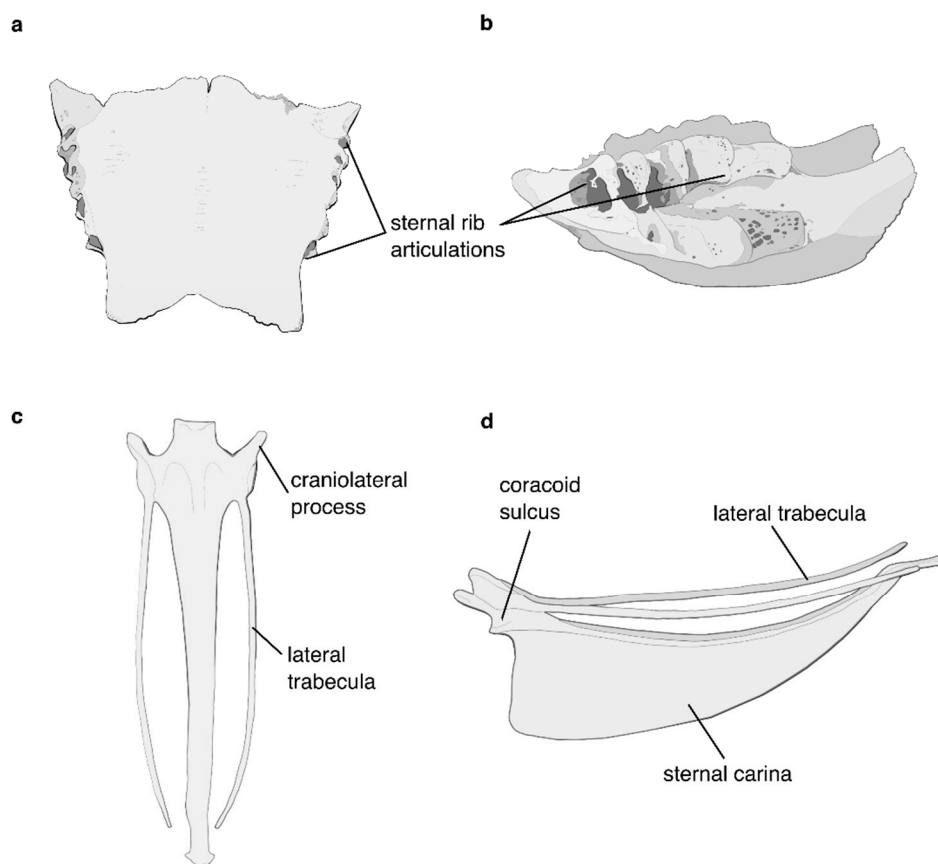 a
b
sternal rib
articulations
c
d
craniolateral
process
coracoid
sulcus
lateral trabecula
lateral
trabecula
sternal carina